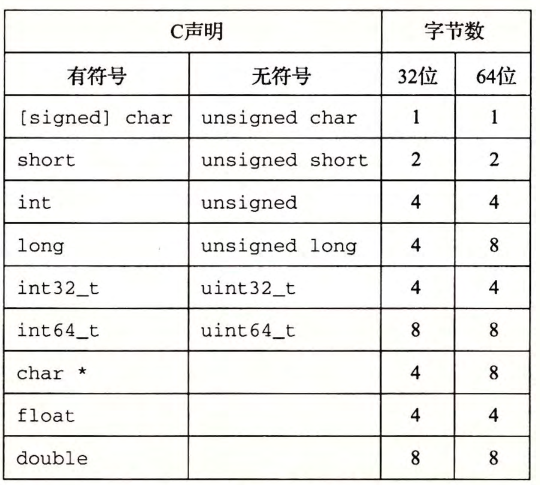 C声明 字节数
有符号 无符号 32位 64位
[signed] char unsigned char 1 1
short unsigned short 2 2
int unsigned 4 4
long unsigned long 4 8
int32_t uint32_t 4 4
int64_t uint64_t 8 8
char * 4 8
float 4 4
double 8 8